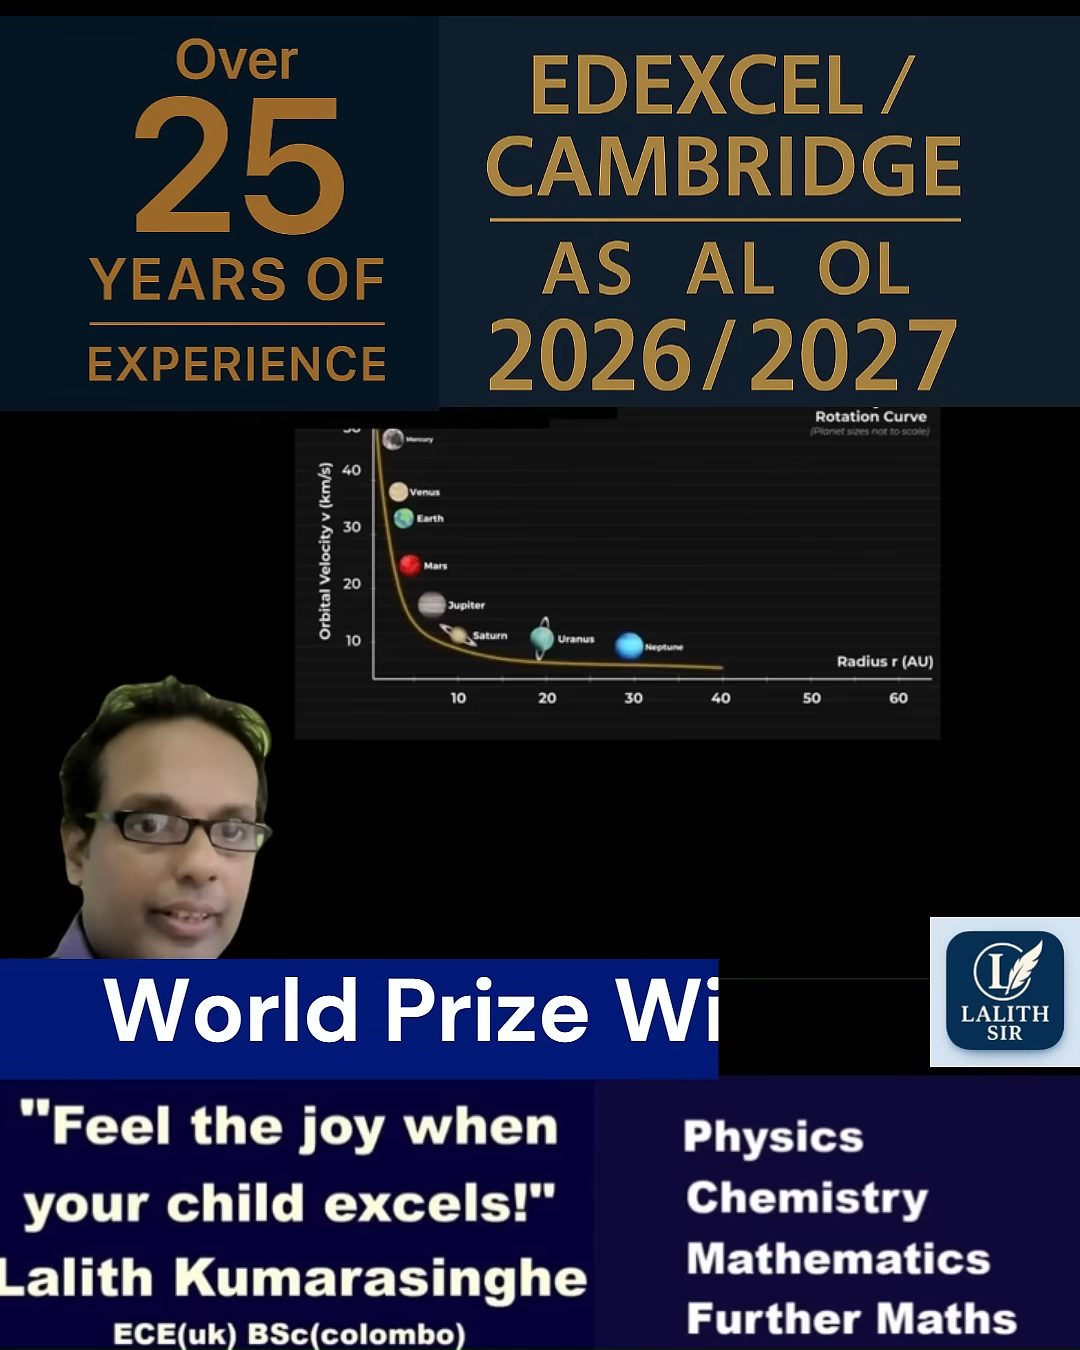 Over
25
YEARS OF
EXPERIENCE
EDEXCEL /
CAMBRIDGE
AS AL OL
2026/2027
Rotation Curve
(Planet sizes not to scale)
Orbital Velocity v (km/s)
40
30
20
10
Mercury
Venus
Earth
Mars
Jupiter
Saturn
Uranus
Neptune
Radius r (AU)
10 20 30 40 50 60
World Prize Wi
L
LALITH
SIR
"Feel the joy when
your child excels!"
Lalith Kumarasinghe
ECE(uk) BSc(colombo)
Physics
Chemistry
Mathematics
Further Maths